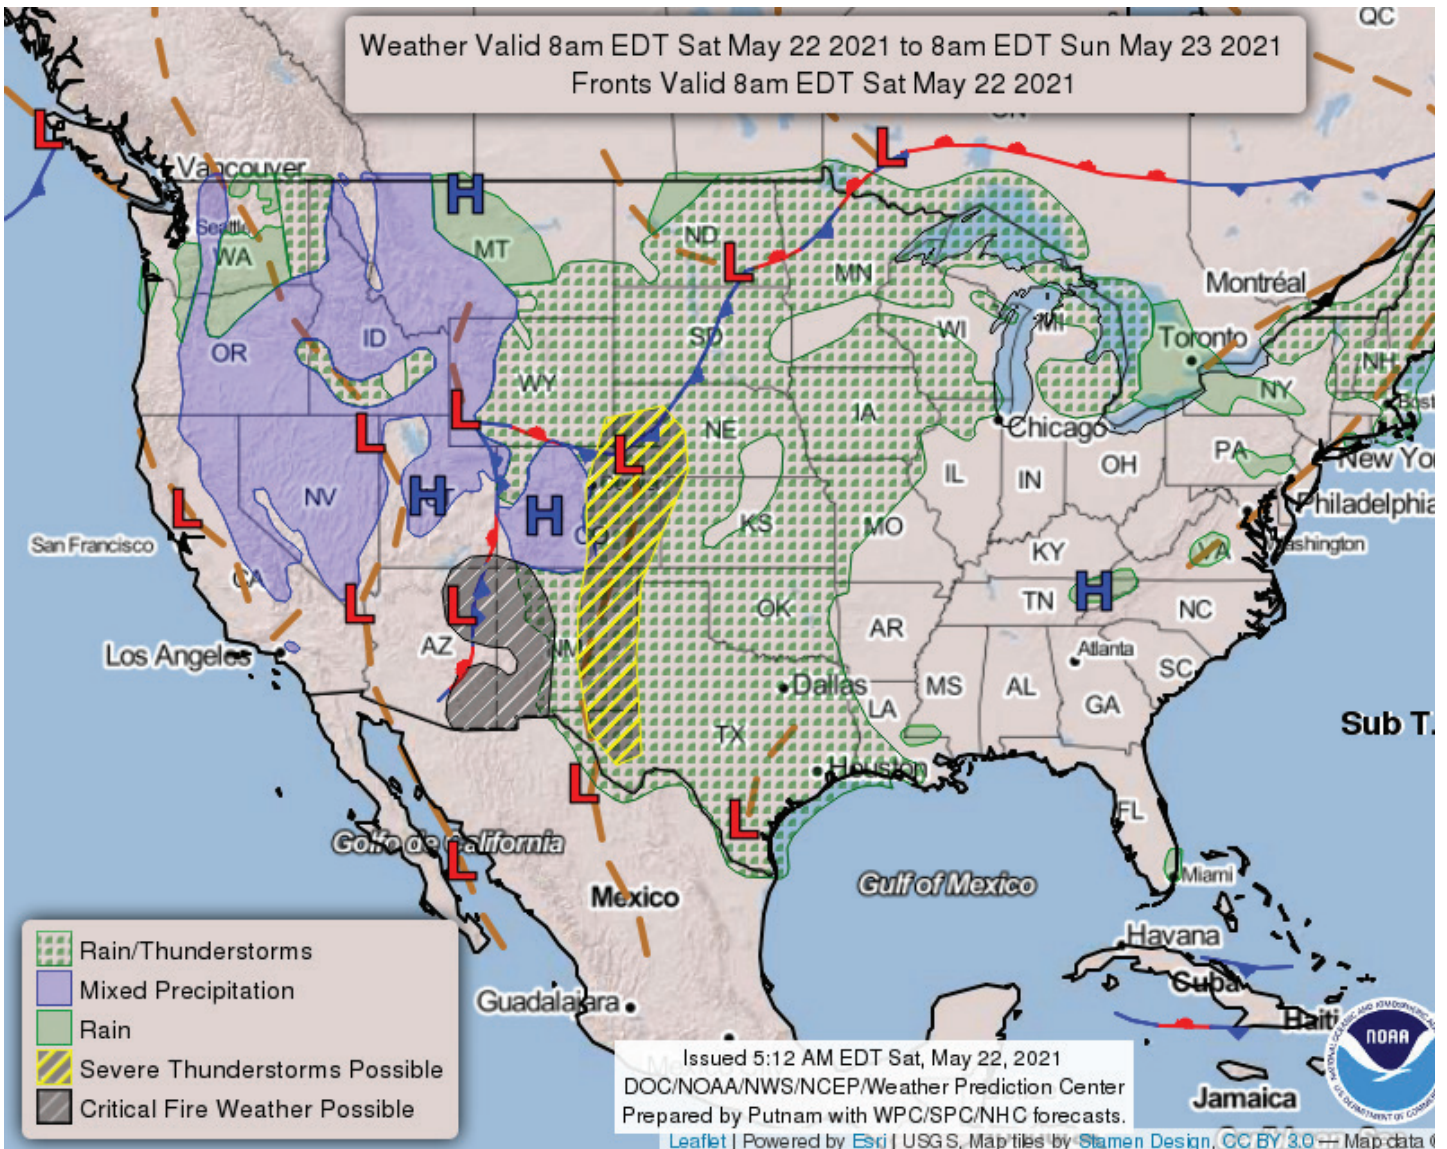 Weather Valid 8am EDT Sat May 22 2021 to 8am EDT Sun May 23 2021
Fronts Valid 8am EDT Sat May 22 2021
QC
L
L
Vancouver
H
Seattle
WA
MT
ND
L
MN
Montréal
OR
ID
SD
WI
MI
Toronto
NH
WY
L
L
IA
NY
Bost
NE
Chicago
L
PA
New Yo
NV
H
H
CO
IL
IN
OH
L
KS
MO
Philadelphia
San Francisco
KY
VA
Washington
CA
L
L
OK
TN
H
NC
AZ
NM
AR
Atlanta
Los Angeles
Dallas
MS
AL
SC
LA
GA
TX
Sub T.
Houston
L
L
FL
Golfo de California
L
Miami
Mexico
Gulf of Mexico
Havana
Cuba
Guadalajara
Haiti
Jamaica
Rain/Thunderstorms
Mixed Precipitation
Rain
Severe Thunderstorms Possible
Critical Fire Weather Possible
Issued 5:12 AM EDT Sat, May 22, 2021
DOC/NOAA/NWS/NCEP/Weather Prediction Center
Prepared by Putnam with WPC/SPC/NHC forecasts.
NOAA
Leaflet | Powered by Esri | USGS, Map tiles by Stamen Design, CC BY 3.0 — Map data ©